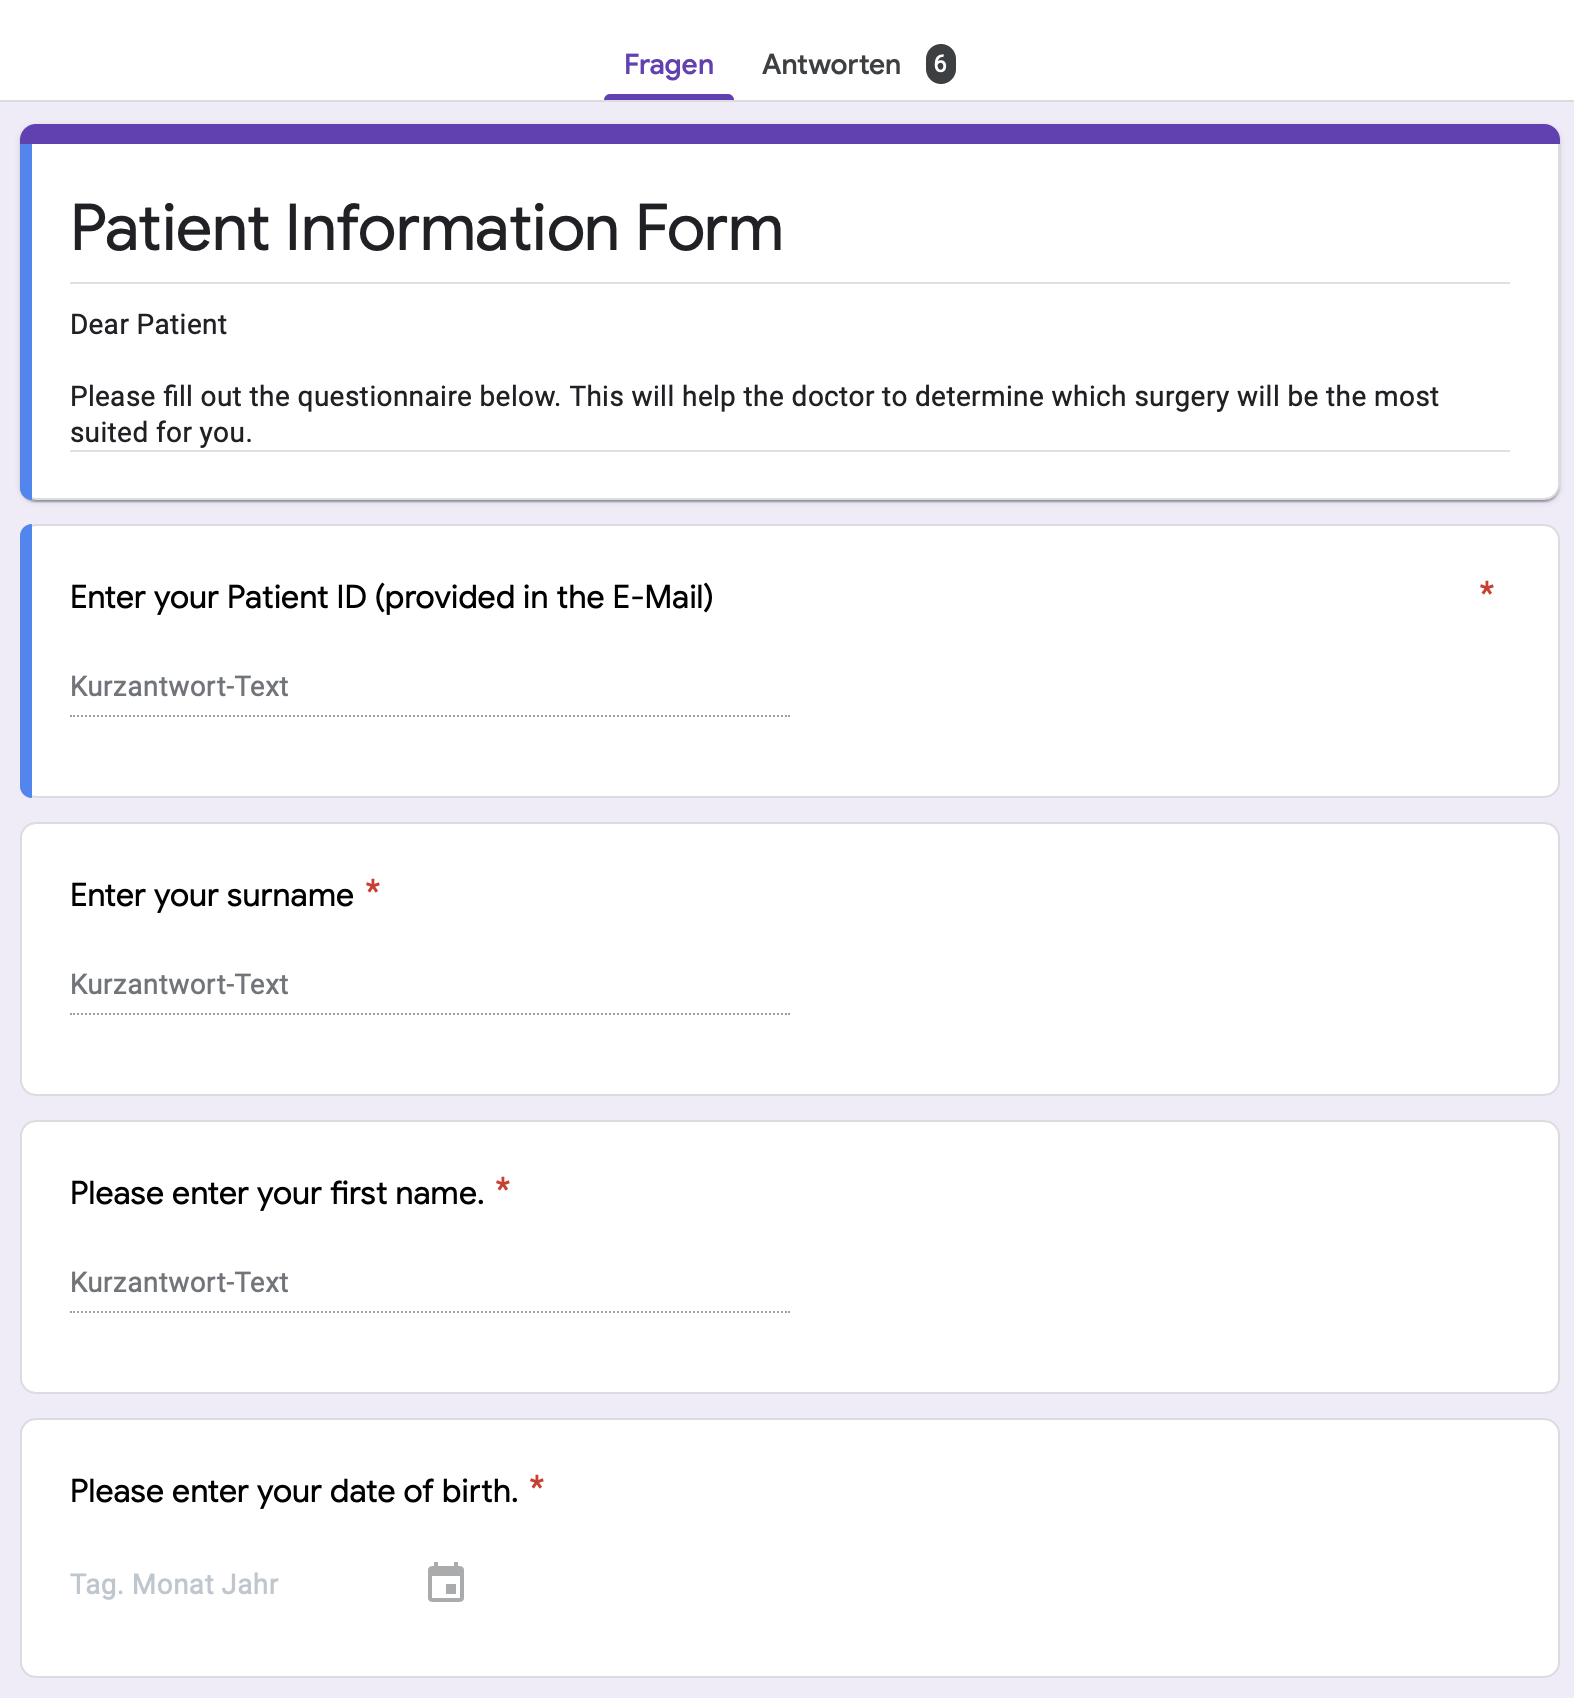 Fragen Antworten 6
Patient Information Form
Dear Patient
Please fill out the questionnaire below. This will help the doctor to determine which surgery will be the most
suited for you.
Enter your Patient ID (provided in the E-Mail) *
Kurzantwort-Text
Enter your surname *
Kurzantwort-Text
Please enter your first name. *
Kurzantwort-Text
Please enter your date of birth. *
Tag. Monat Jahr